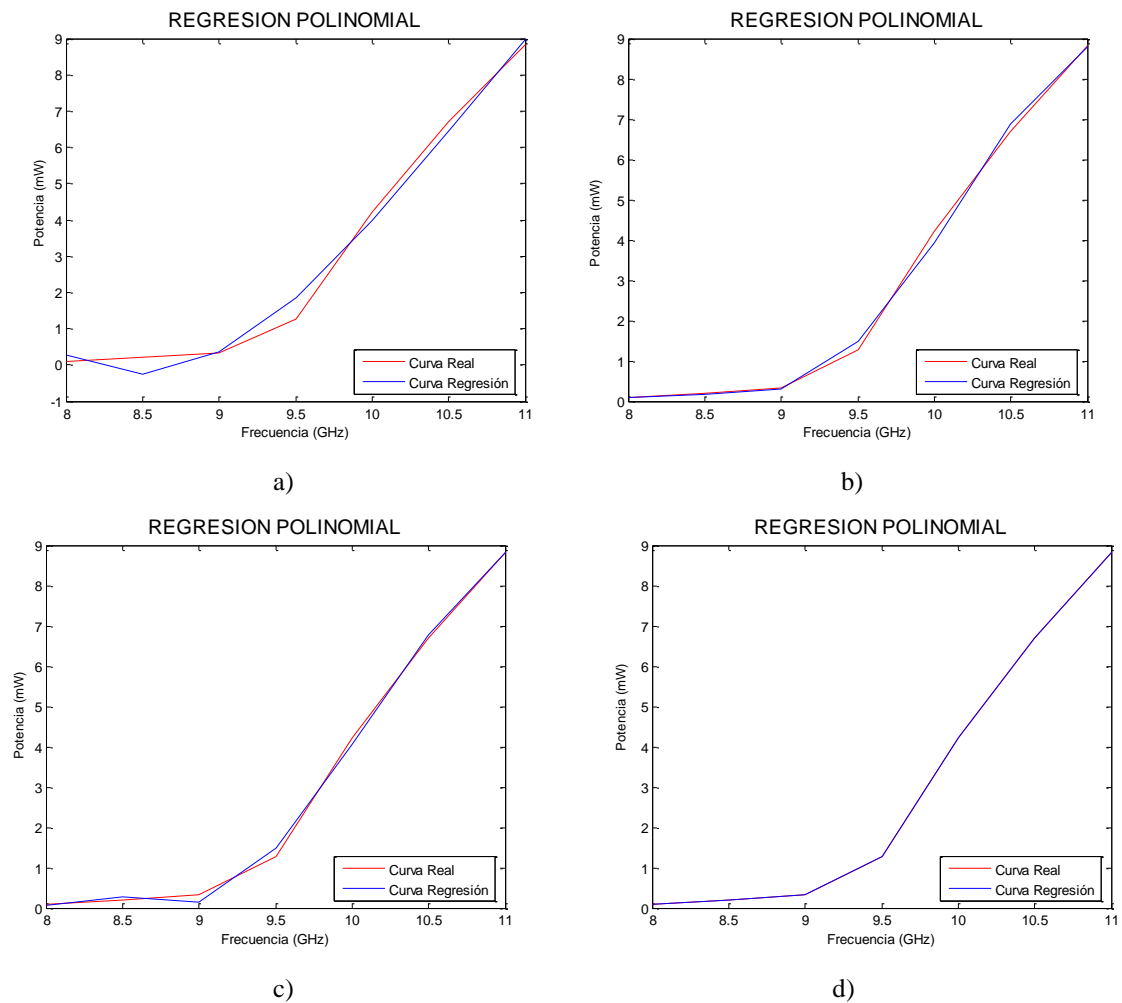 REGRESION POLINOMIAL
9
8
7
6
5
4
3
2
1
0
-1
Potencia (mW)
Curva Real
Curva Regresión
8
8.5
9
9.5
10
10.5
11
Frecuencia (GHz)
a)
REGRESION POLINOMIAL
9
8
7
6
5
4
3
2
1
0
Potencia (mW)
Curva Real
Curva Regresión
8
8.5
9
9.5
10
10.5
11
Frecuencia (GHz)
b)
REGRESION POLINOMIAL
9
8
7
6
5
4
3
2
1
0
Potencia (mW)
Curva Real
Curva Regresión
8
8.5
9
9.5
10
10.5
11
Frecuencia (GHz)
c)
REGRESION POLINOMIAL
9
8
7
6
5
4
3
2
1
0
Potencia (mW)
Curva Real
Curva Regresión
8
8.5
9
9.5
10
10.5
11
Frecuencia (GHz)
d)